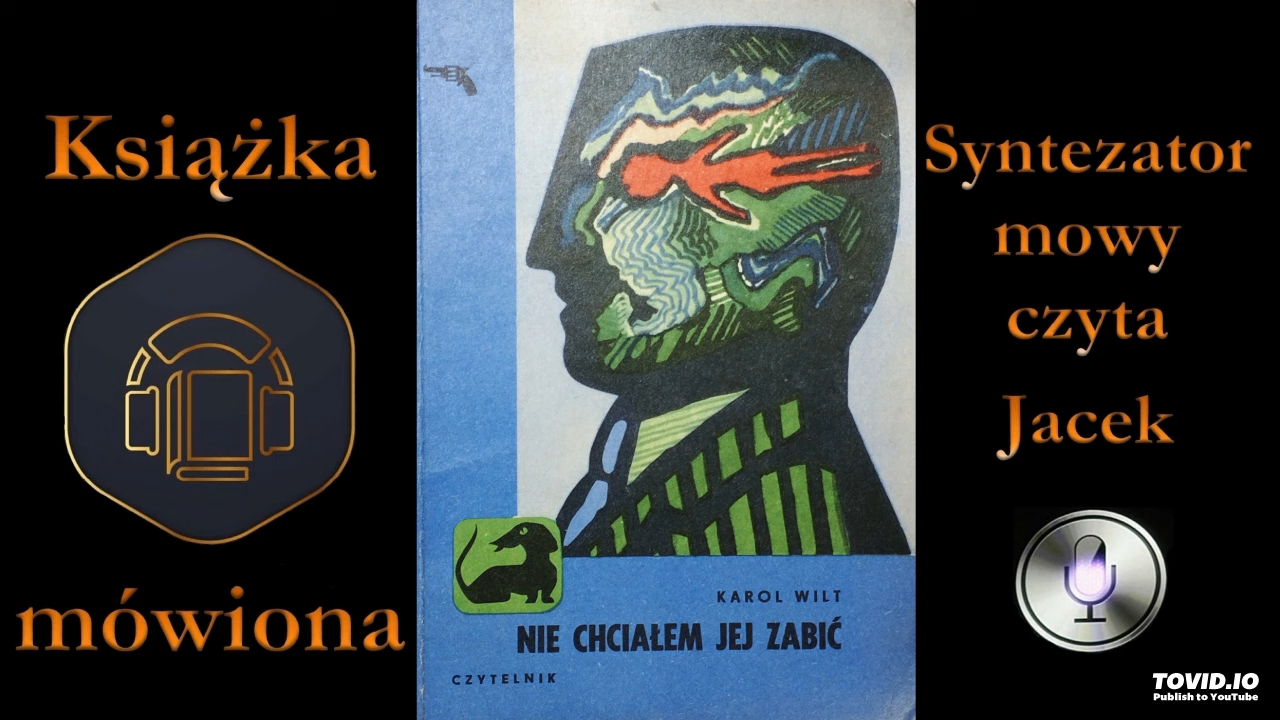 Książka
mówiona
KAROL WILT
NIE CHCIAŁEM JEJ ZABIĆ
CZYTELNIK
Syntezator
mowy
czyta
Jacek
TOVID.IO
Publish to YouTube